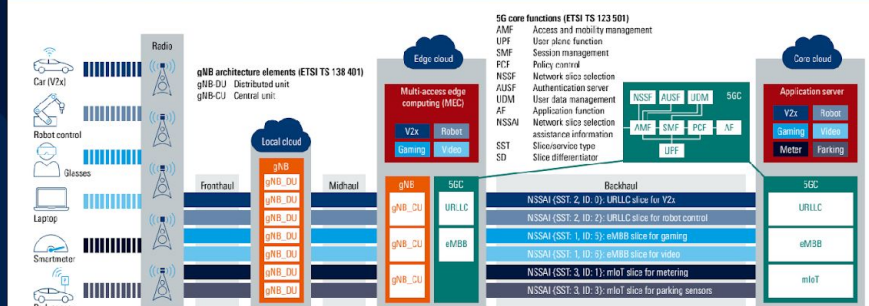 5G core functions (ETSI TS 123 501)
AMF Access and mobility management
UPF User plane function
SMF Session management
PCF Policy control
NSSF Network slice selection
AUSF Authentication server
UDM User data management
AF Application function
NSSAI Network slice selection
assistance information
SST Slice/service type
SD Slice differentiator
gNB architecture elements (ETSI TS 138 401)
gNB-DU Distributed unit
gNB-CU Central unit
Radio
Car (V2x)
Robot control
Glasses
Laptop
Smartmeter
Fronthaul
Local cloud
gNB
gNB_DU
gNB_DU
gNB_DU
gNB_DU
gNB_DU
gNB_DU
gNB_DU
Midhaul
Edge cloud
Multi-access edge
computing (MEC)
V2x Robot
Gaming Video
gNB
gNB_CU
gNB_CU
gNB_CU
5GC
URLLC
eMBB
NSSF AUSF UDM 5GC
AMF SMF PCF AF
UPF
Backhaul
NSSAI (SST: 2, ID: 0): URLLC slice for V2x
NSSAI (SST: 2, ID: 2): URLLC slice for robot control
NSSAI (SST: 1, ID: 5): eMBB slice for gaming
NSSAI (SST: 1, ID: 6): eMBB slice for video
NSSAI (SST: 3, ID: 1): mIoT slice for metering
NSSAI (SST: 3, ID: 3): mIoT slice for parking sensors
Core cloud
Application server
V2x Robot
Gaming Video
Meter Parking
5GC
URLLC
eMBB
mIoT